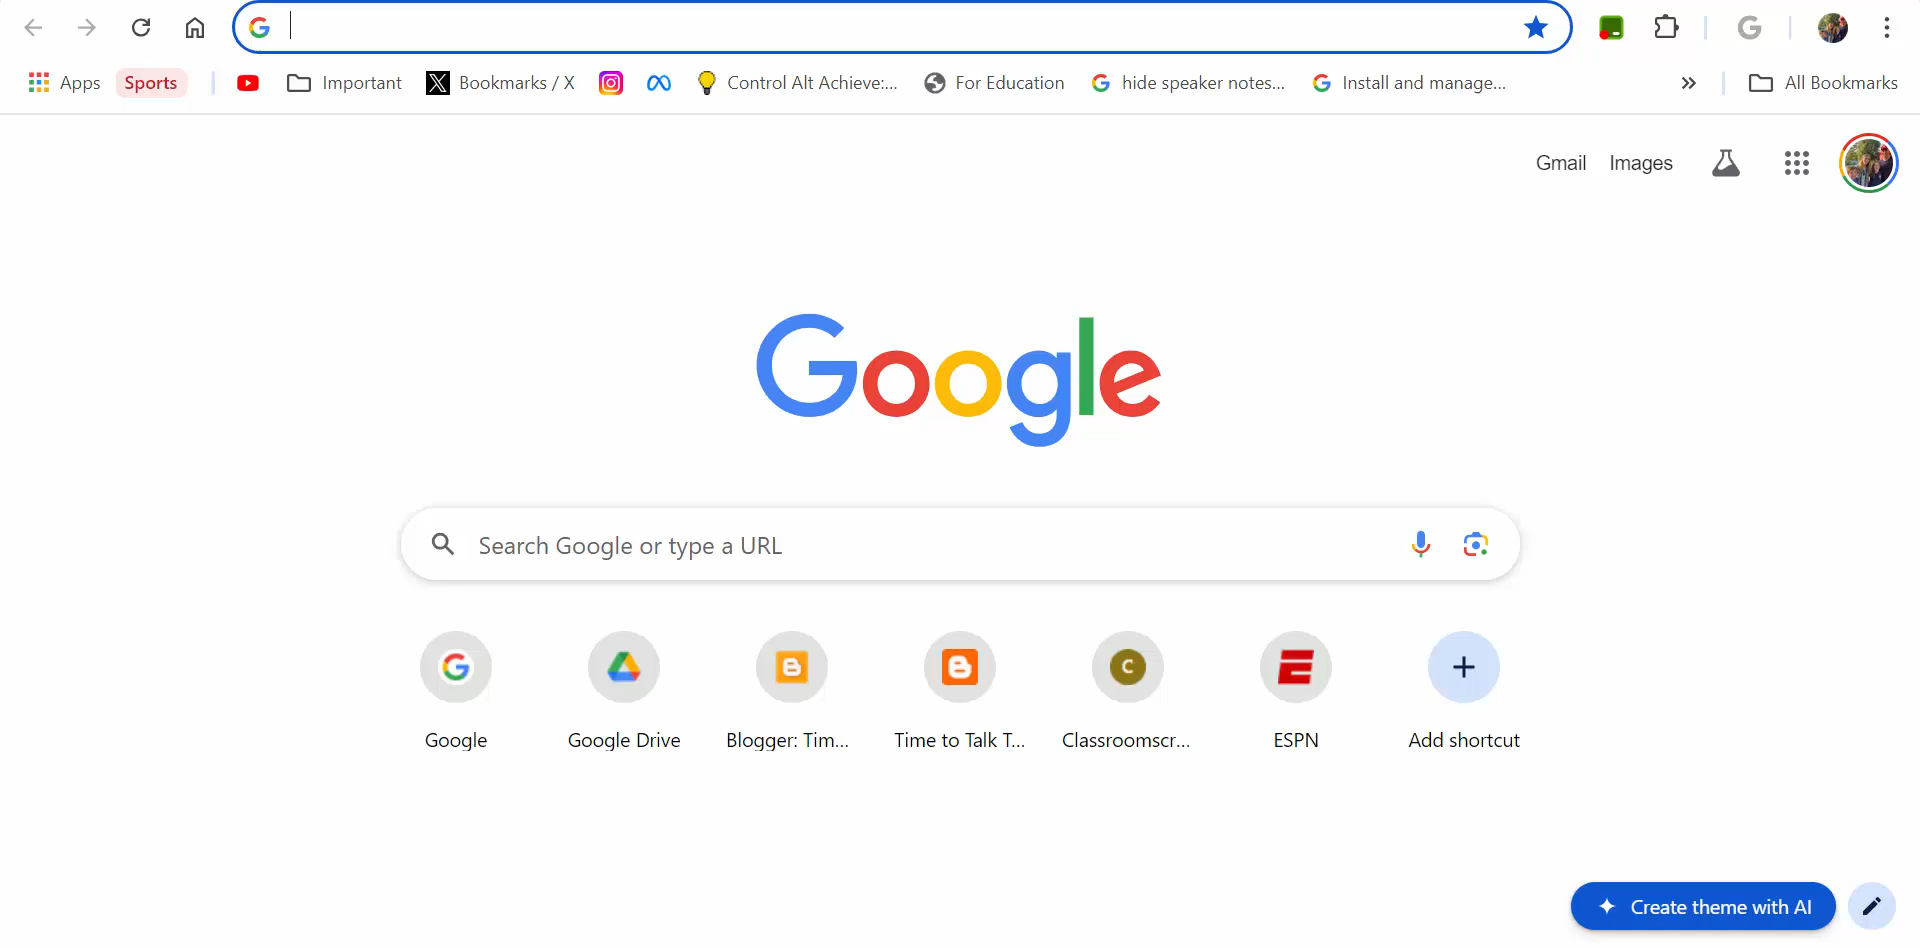 Apps Sports Important Bookmarks / X Control Alt Achieve:... For Education hide speaker notes... Install and manage... All Bookmarks
Gmail Images
Google
Search Google or type a URL
Google Google Drive Blogger: Tim... Time to Talk T... Classroomscr... ESPN Add shortcut
Create theme with AI